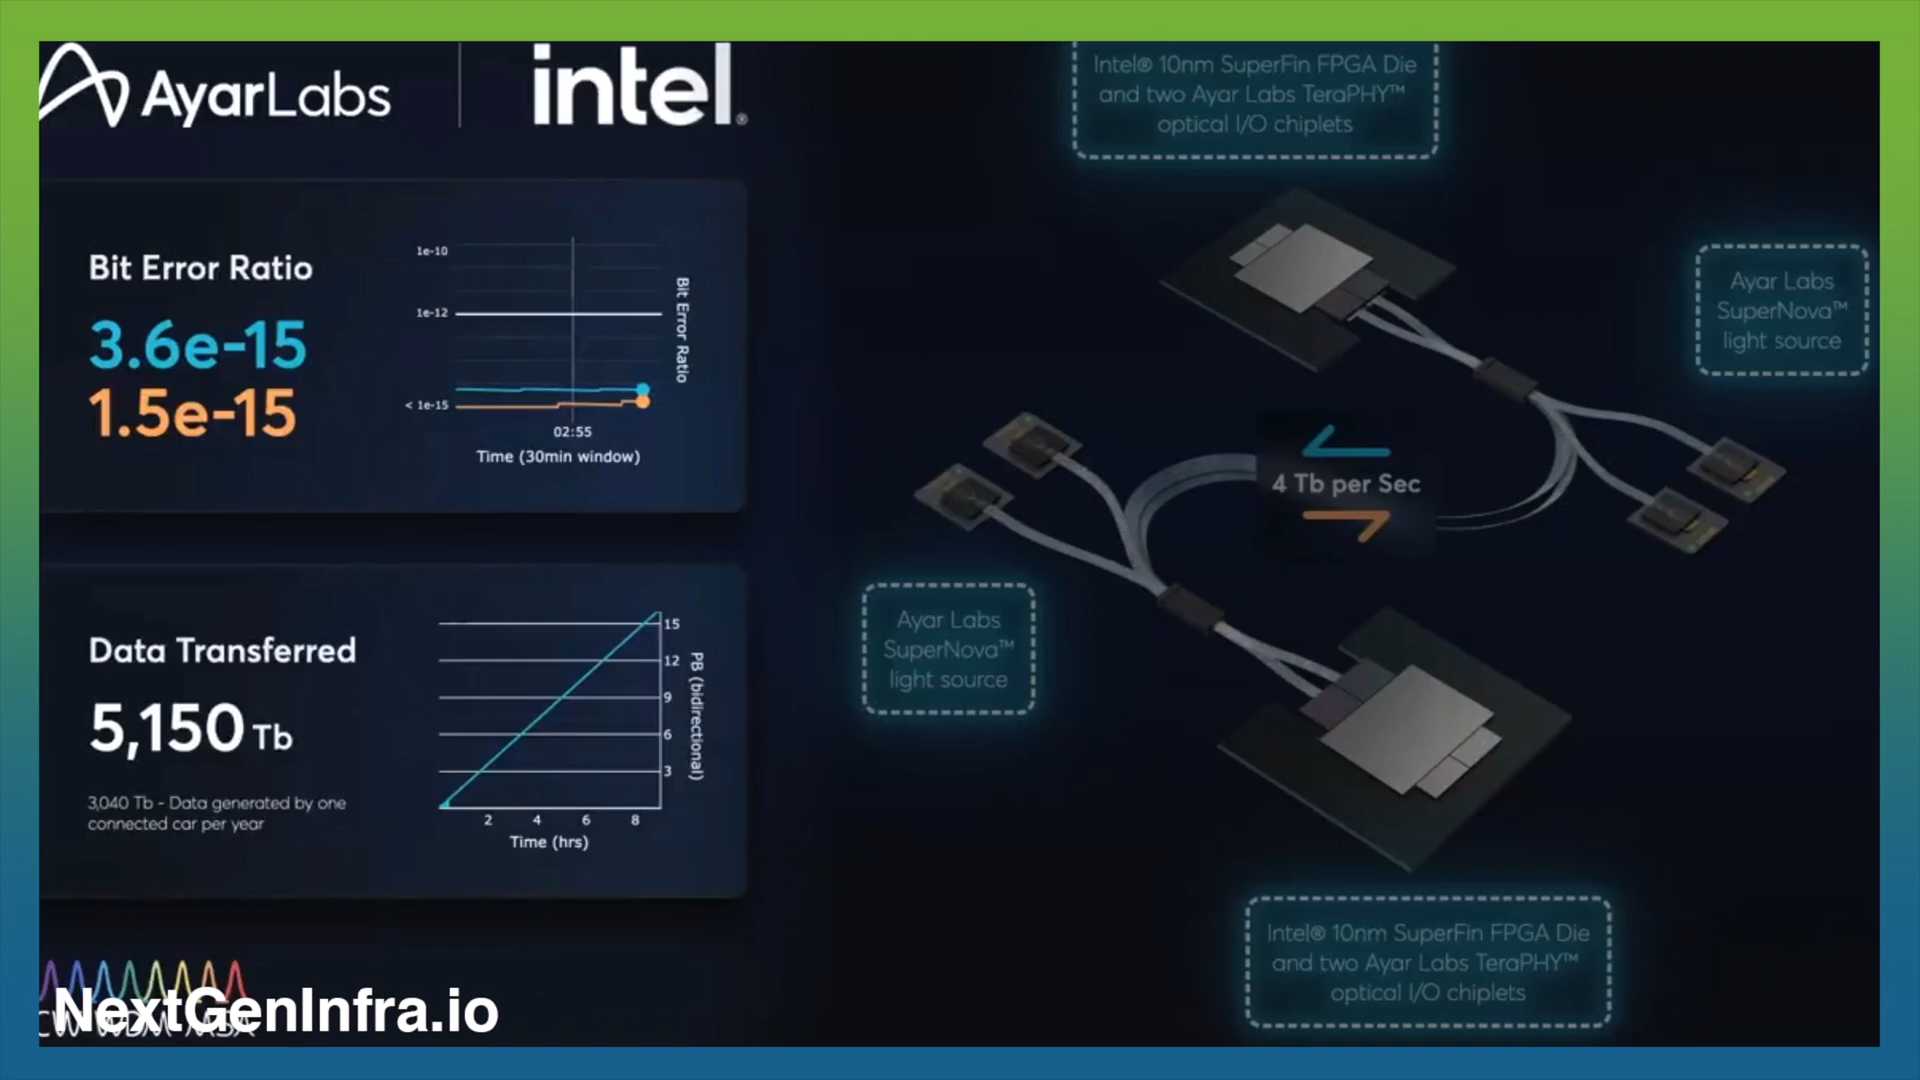 AyarLabs
intel®
Bit Error Ratio
3.6e-15
1.5e-15
1e-10
1e-12
< 1e-15
02:55
Time (30min window)
Bit Error Ratio
Data Transferred
5,150 Tb
3,040 Tb - Data generated by one
connected car per year
15
12
9
6
3
PB (bidirectional)
2 4 6 8
Time (hrs)
Intel® 10nm SuperFin FPGA Die
and two Ayar Labs TeraPHY™
optical I/O chiplets
Ayar Labs
SuperNova™
light source
4 Tb per Sec
Ayar Labs
SuperNova™
light source
Intel® 10nm SuperFin FPGA Die
and two Ayar Labs TeraPHY™
optical I/O chiplets
CW-WDM MSA
NextGenInfra.io